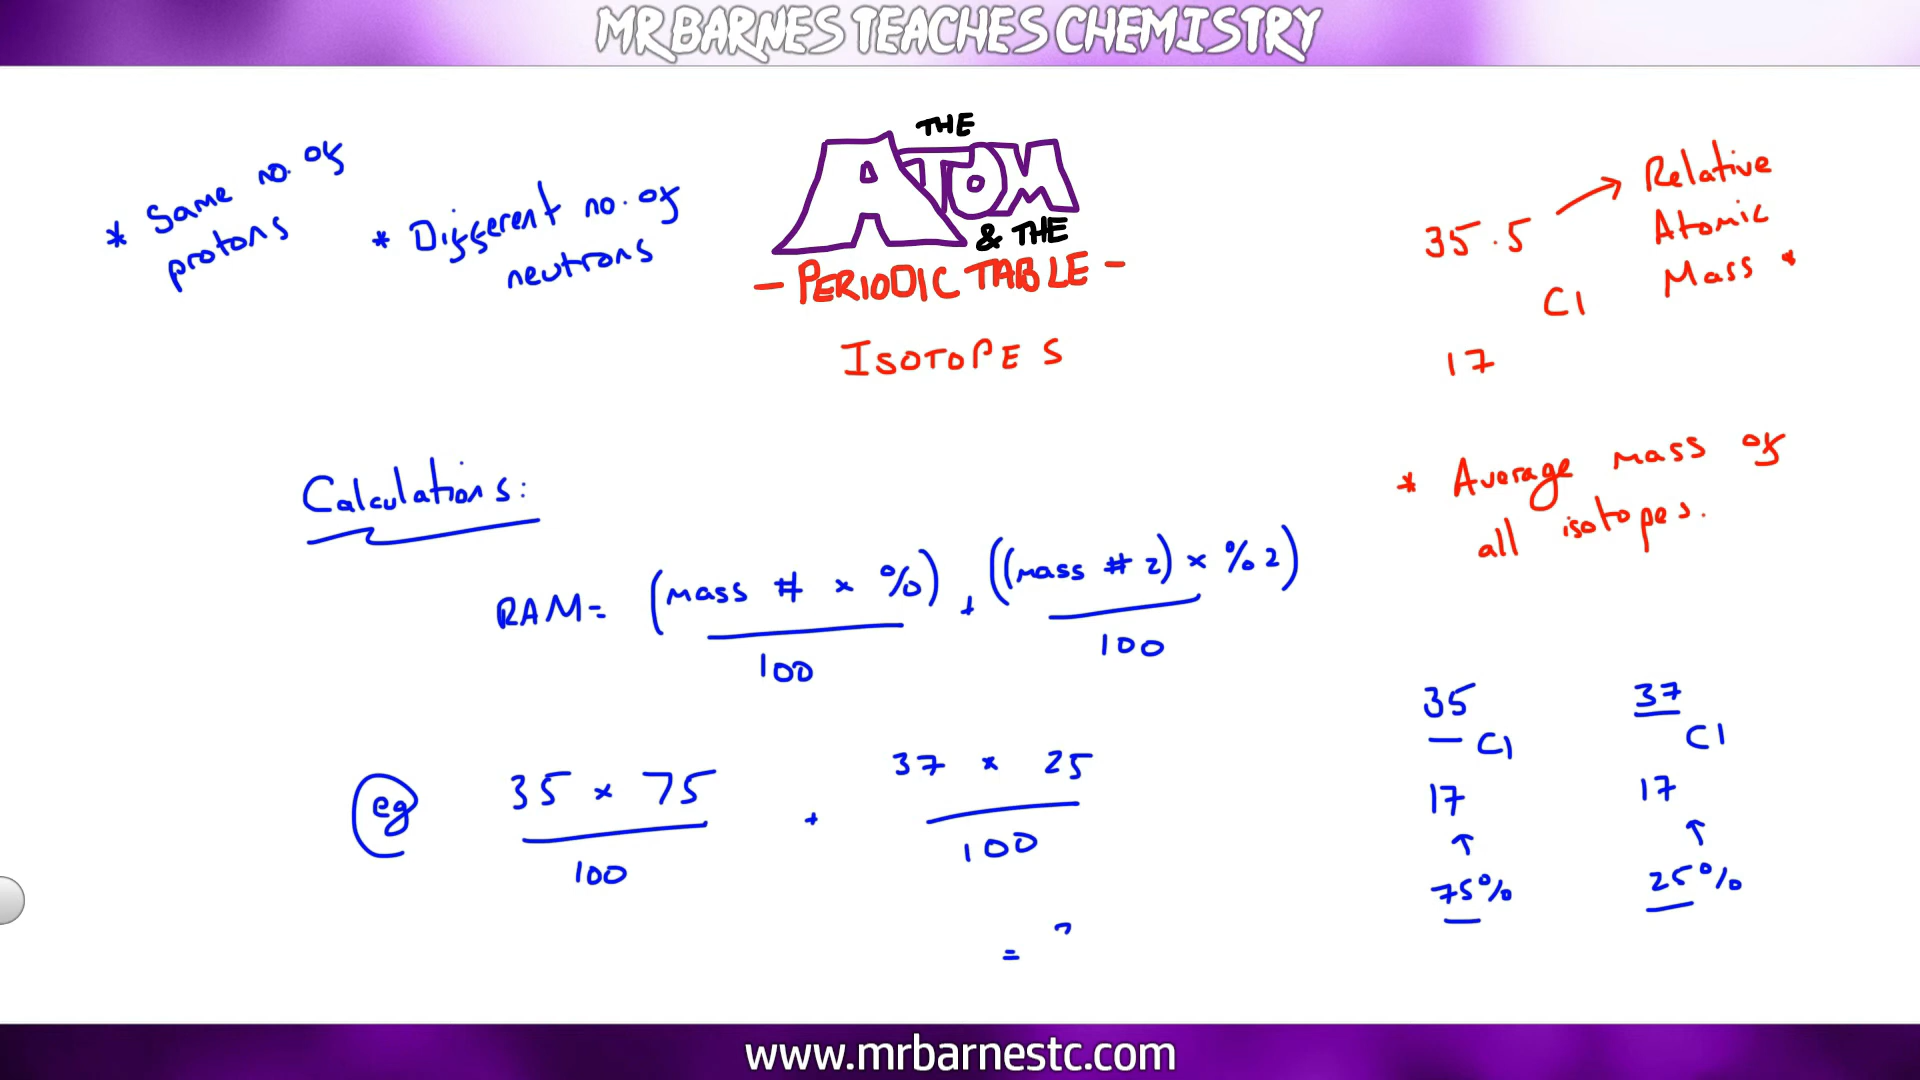 MR BARNES TEACHES CHEMISTRY
THE
ATOM
& THE
- PERIODIC TABLE -
ISOTOPES
* Same no. of
protons
* Different no. of
neutrons
35.5 → Relative
Atomic
Mass *
Cl
17
* Average mass of
all isotopes.
Calculations:
RAM = (mass # x %) + ((mass # 2) x % 2)
100 100
eg 35 x 75 + 37 x 25
100 100
=
35 37
Cl Cl
17 17
↑ ↑
75% 25%
www.mrbarnestc.com